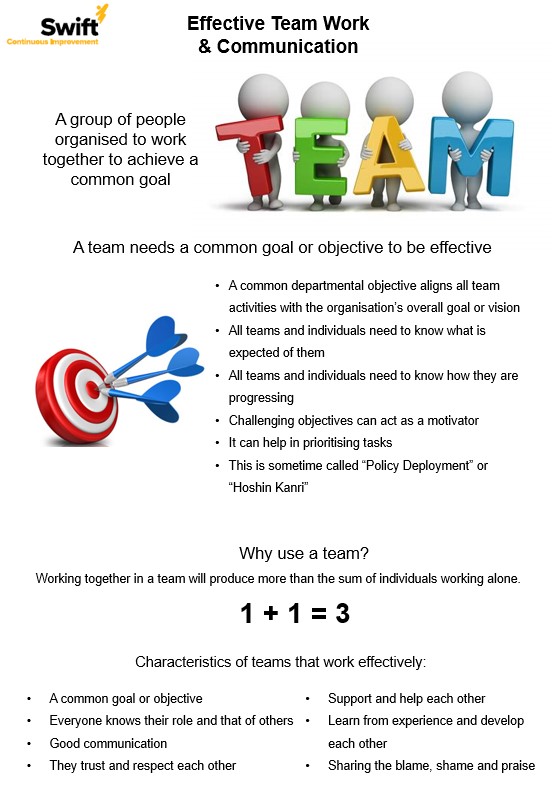 Swift
Continuous Improvement
Effective Team Work
& Communication
A group of people
organised to work
together to achieve a
common goal
TEAM
A team needs a common goal or objective to be effective
• A common departmental objective aligns all team
activities with the organisation's overall goal or vision
• All teams and individuals need to know what is
expected of them
• All teams and individuals need to know how they are
progressing
• Challenging objectives can act as a motivator
• It can help in prioritising tasks
• This is sometime called “Policy Deployment” or
“Hoshin Kanri”
Why use a team?
Working together in a team will produce more than the sum of individuals working alone.
1 + 1 = 3
Characteristics of teams that work effectively:
• A common goal or objective
• Everyone knows their role and that of others
• Good communication
• They trust and respect each other
• Support and help each other
• Learn from experience and develop
each other
• Sharing the blame, shame and praise